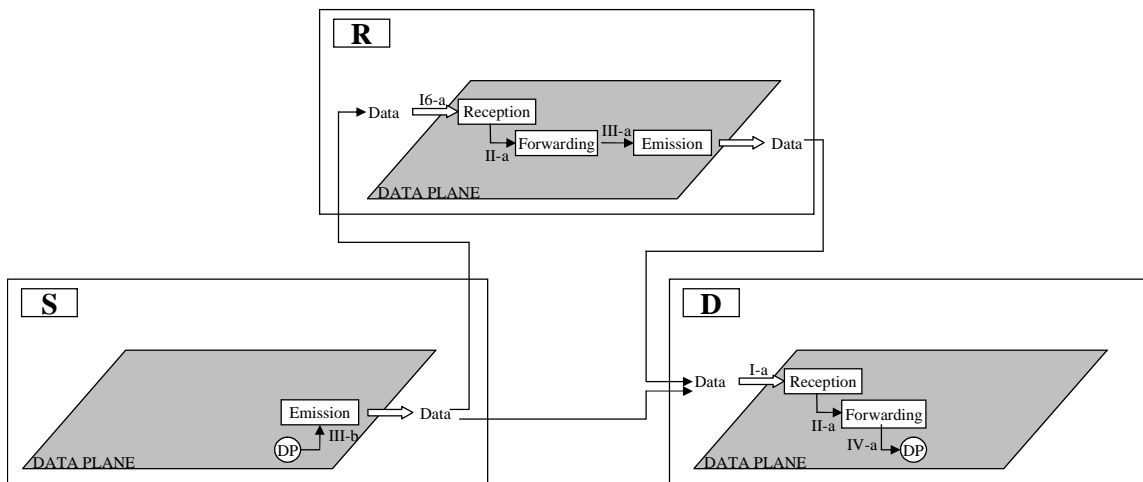 R
Data
I6-a
Reception
II-a
Forwarding
III-a
Emission
Data
DATA PLANE
S
Emission
Data
DP
III-b
DATA PLANE
D
Data
I-a
Reception
II-a
Forwarding
IV-a
DP
DATA PLANE